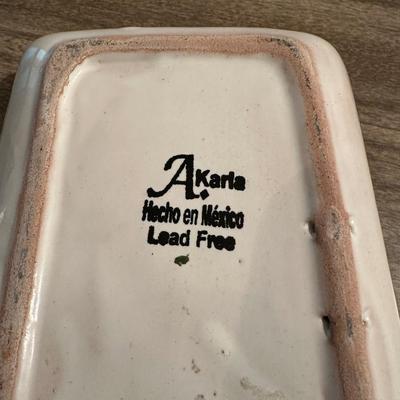 A. Karla
Hecho en México
Lead Free